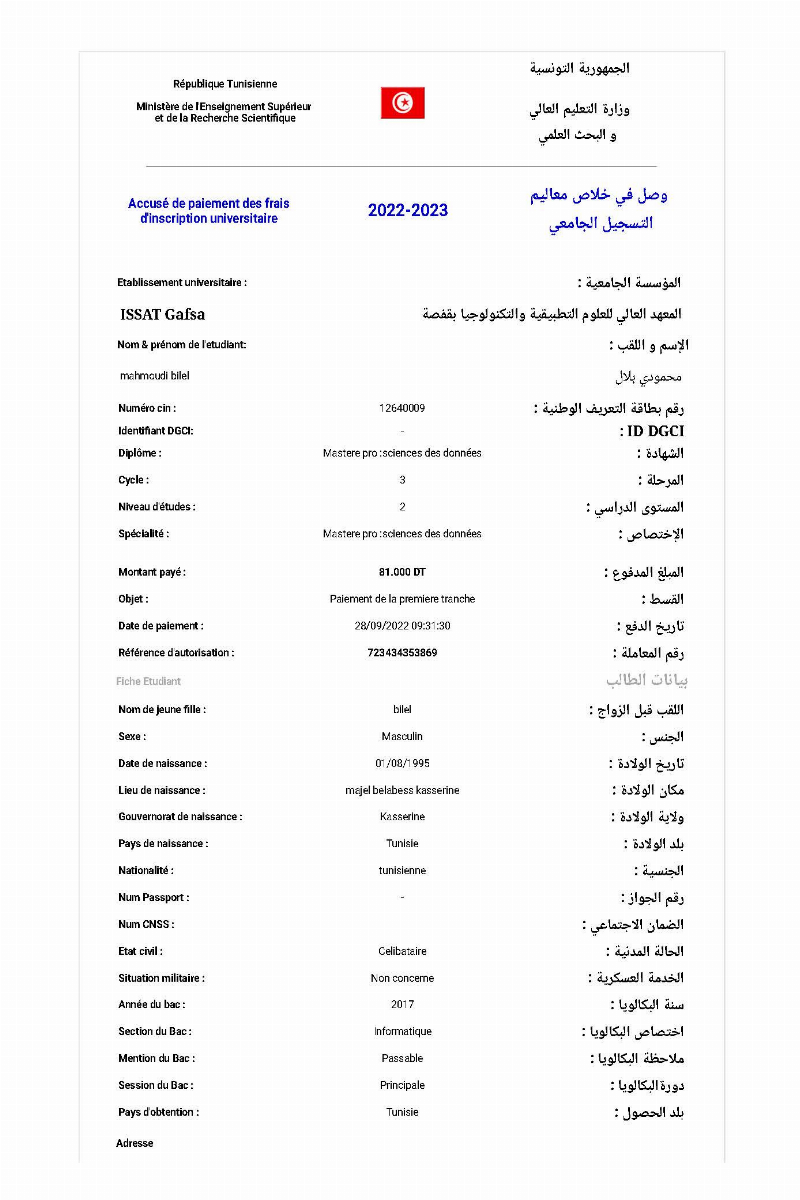 République Tunisienne
Ministère de l'Enseignement Supérieur
et de la Recherche Scientifique
الجمهورية التونسية
وزارة التعليم العالي
و البحث العلمي
Accusé de paiement des frais
d'inscription universitaire
2022-2023
وصل في خلاص معاليم
التسجيل الجامعي
Etablissement universitaire : المؤسسة الجامعية :
ISSAT Gafsa المعهد العالي للعلوم التطبيقية والتكنولوجيا بقفصة
Nom & prénom de l'etudiant: الإسم و اللقب :
mahmoudi bilel محمودي بلال
Numéro cin : 12640009 رقم بطاقة التعريف الوطنية :
Identifiant DGCI: - ID DGCI :
Diplôme : Mastere pro :sciences des données الشهادة :
Cycle : 3 المرحلة :
Niveau d'études : 2 المستوى الدراسي :
Spécialité : Mastere pro :sciences des données الإختصاص :
Montant payé : 81.000 DT المبلغ المدفوع :
Objet : Paiement de la premiere tranche القسط :
Date de paiement : 28/09/2022 09:31:30 تاريخ الدفع :
Référence d'autorisation : 723434353869 رقم المعاملة :
Fiche Etudiant بيانات الطالب
Nom de jeune fille : bilel اللقب قبل الزواج :
Sexe : Masculin الجنس :
Date de naissance : 01/08/1995 تاريخ الولادة :
Lieu de naissance : majel belabess kasserine مكان الولادة :
Gouvernorat de naissance : Kasserine ولاية الولادة :
Pays de naissance : Tunisie بلد الولادة :
Nationalité : tunisienne الجنسية :
Num Passport : - رقم الجواز :
Num CNSS : الضمان الاجتماعي :
Etat civil : Celibataire الحالة المدنية :
Situation militaire : Non concerne الخدمة العسكرية :
Année du bac : 2017 سنة البكالويا :
Section du Bac : Informatique اختصاص البكالويا :
Mention du Bac : Passable ملاحظة البكالويا :
Session du Bac : Principale دورة البكالويا :
Pays d'obtention : Tunisie بلد الحصول :
Adresse